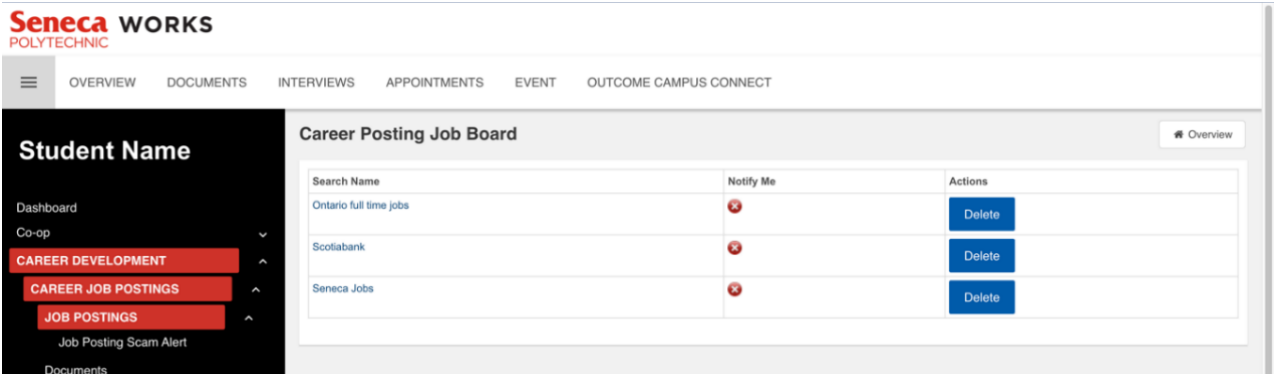 Seneca WORKS
POLYTECHNIC
OVERVIEW DOCUMENTS INTERVIEWS APPOINTMENTS EVENT OUTCOME CAMPUS CONNECT
Student Name
Dashboard
Co-op
CAREER DEVELOPMENT
CAREER JOB POSTINGS
JOB POSTINGS
Job Posting Scam Alert
Documents
Career Posting Job Board
Overview
Search Name Notify Me Actions
Ontario full time jobs Delete
Scotiabank Delete
Seneca Jobs Delete